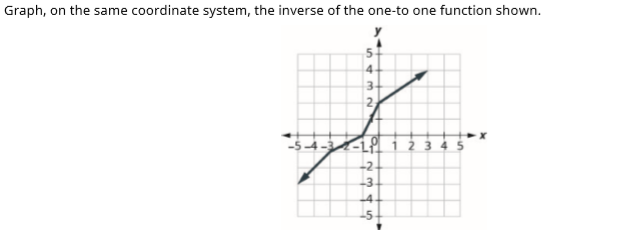 Graph, on the same coordinate system, the inverse of the one-to one function shown.
y
5
4
3
2
-5 -4 -3 -2 -1 0 1 2 3 4 5 x
-2
-3
-4
-5